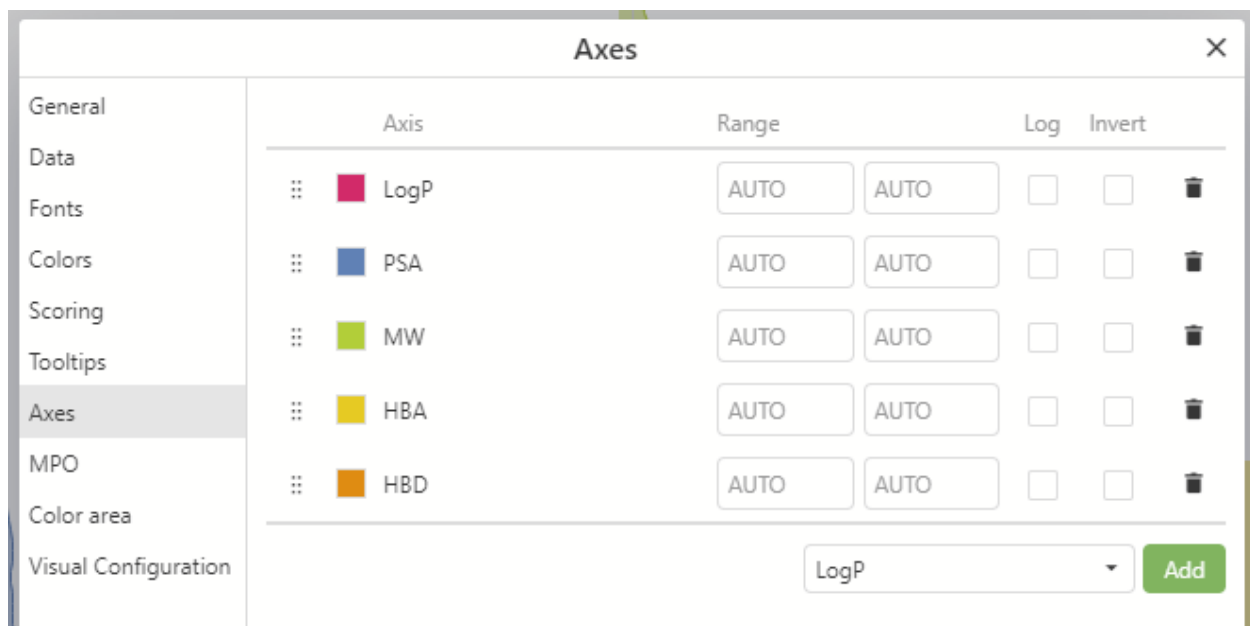 Axes
General
Data
Fonts
Colors
Scoring
Tooltips
Axes
MPO
Color area
Visual Configuration
Axis Range Log Invert
LogP AUTO AUTO
PSA AUTO AUTO
MW AUTO AUTO
HBA AUTO AUTO
HBD AUTO AUTO
LogP Add